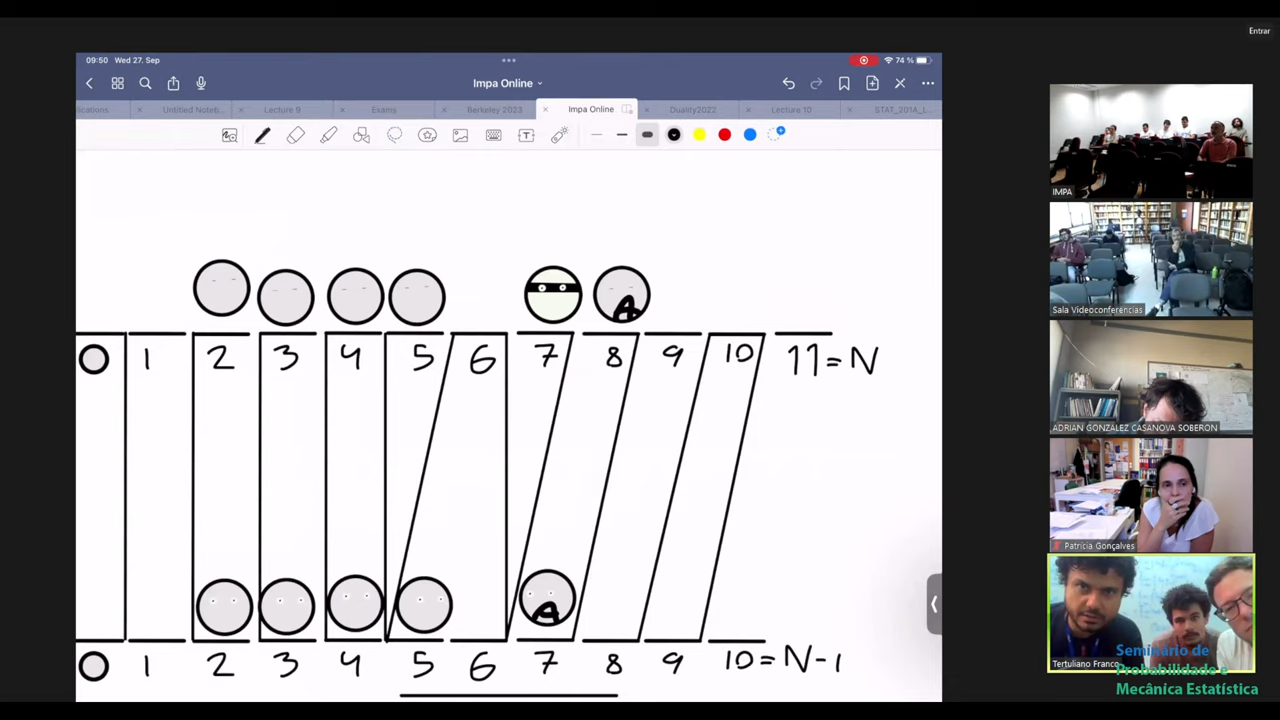 Entrar
09:50 Wed 27. Sep
74 %
Impa Online
Untitled Noteb...
Lecture 9
Exams
Berkeley 2023
Impa Online
Duality2022
Lecture 10
STAT_201A_L...
T
A
0 1 2 3 4 5 6 7 8 9 10 11=N
A
0 1 2 3 4 5 6 7 8 9 10=N-1
IMPA
Sala Videoconferencias
ADRIAN GONZALEZ CASANOVA SOBERON
Patrícia Gonçalves
Tertuliano Franco
Seminário de
Probabilidade e
Mecânica Estatística